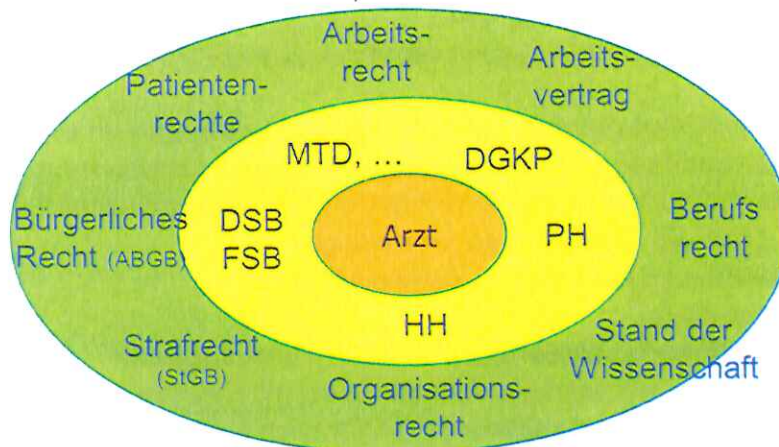 Arbeits-
recht
Arbeits-
vertrag
Patienten-
rechte
MTD, ...
DGKP
Bürgerliches
Recht (ABGB)
DSB
FSB
Arzt
PH
Berufs
recht
HH
Strafrecht
(StGB)
Stand der
Wissenschaft
Organisations-
recht